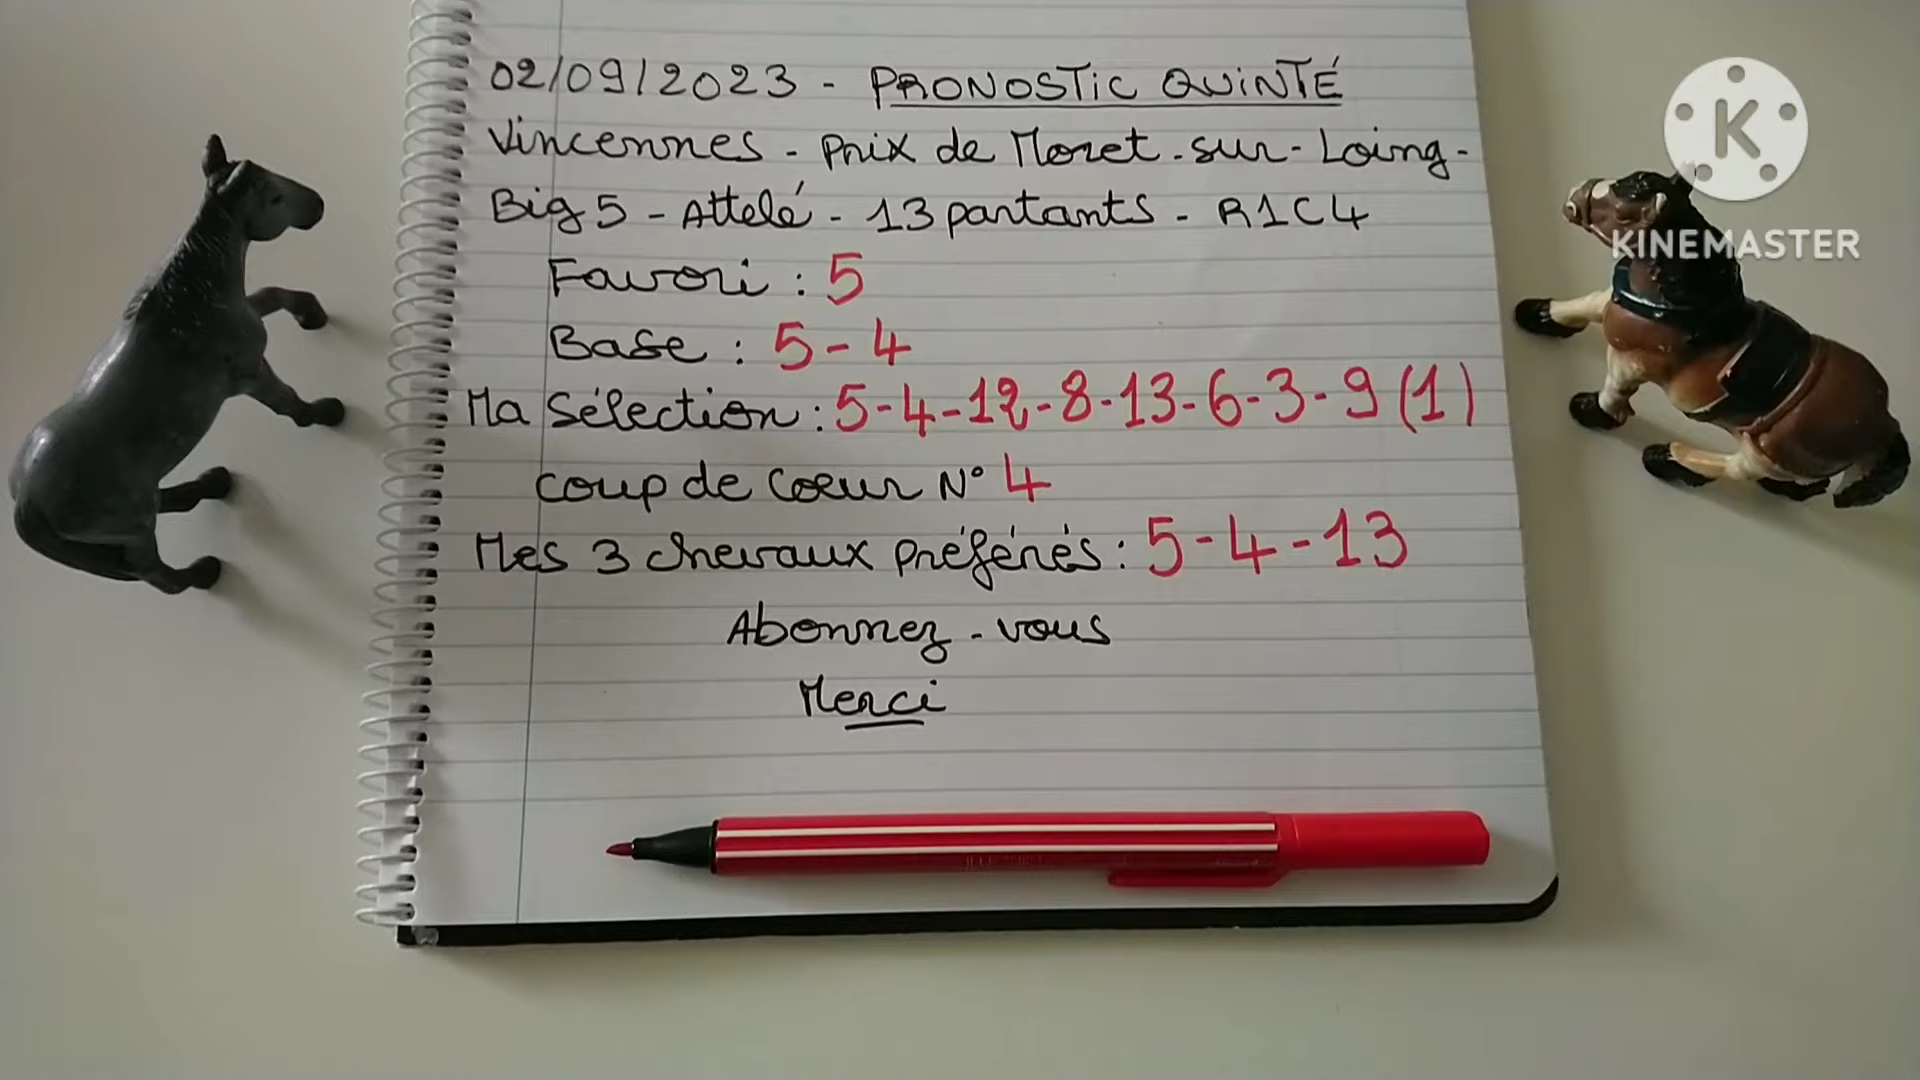 02/09/2023 - PRONOSTIC QUINTÉ
Vincennes - Prix de Moret-sur-Loing -
Big 5 - Attelé - 13 partants - R1C4
Favori : 5
Base : 5 - 4
Ma sélection : 5-4-12-8-13-6-3-9 (1)
coup de coeur N° 4
Mes 3 chevaux préférés : 5-4-13
Abonnez-vous
Merci
K
KINEMASTER